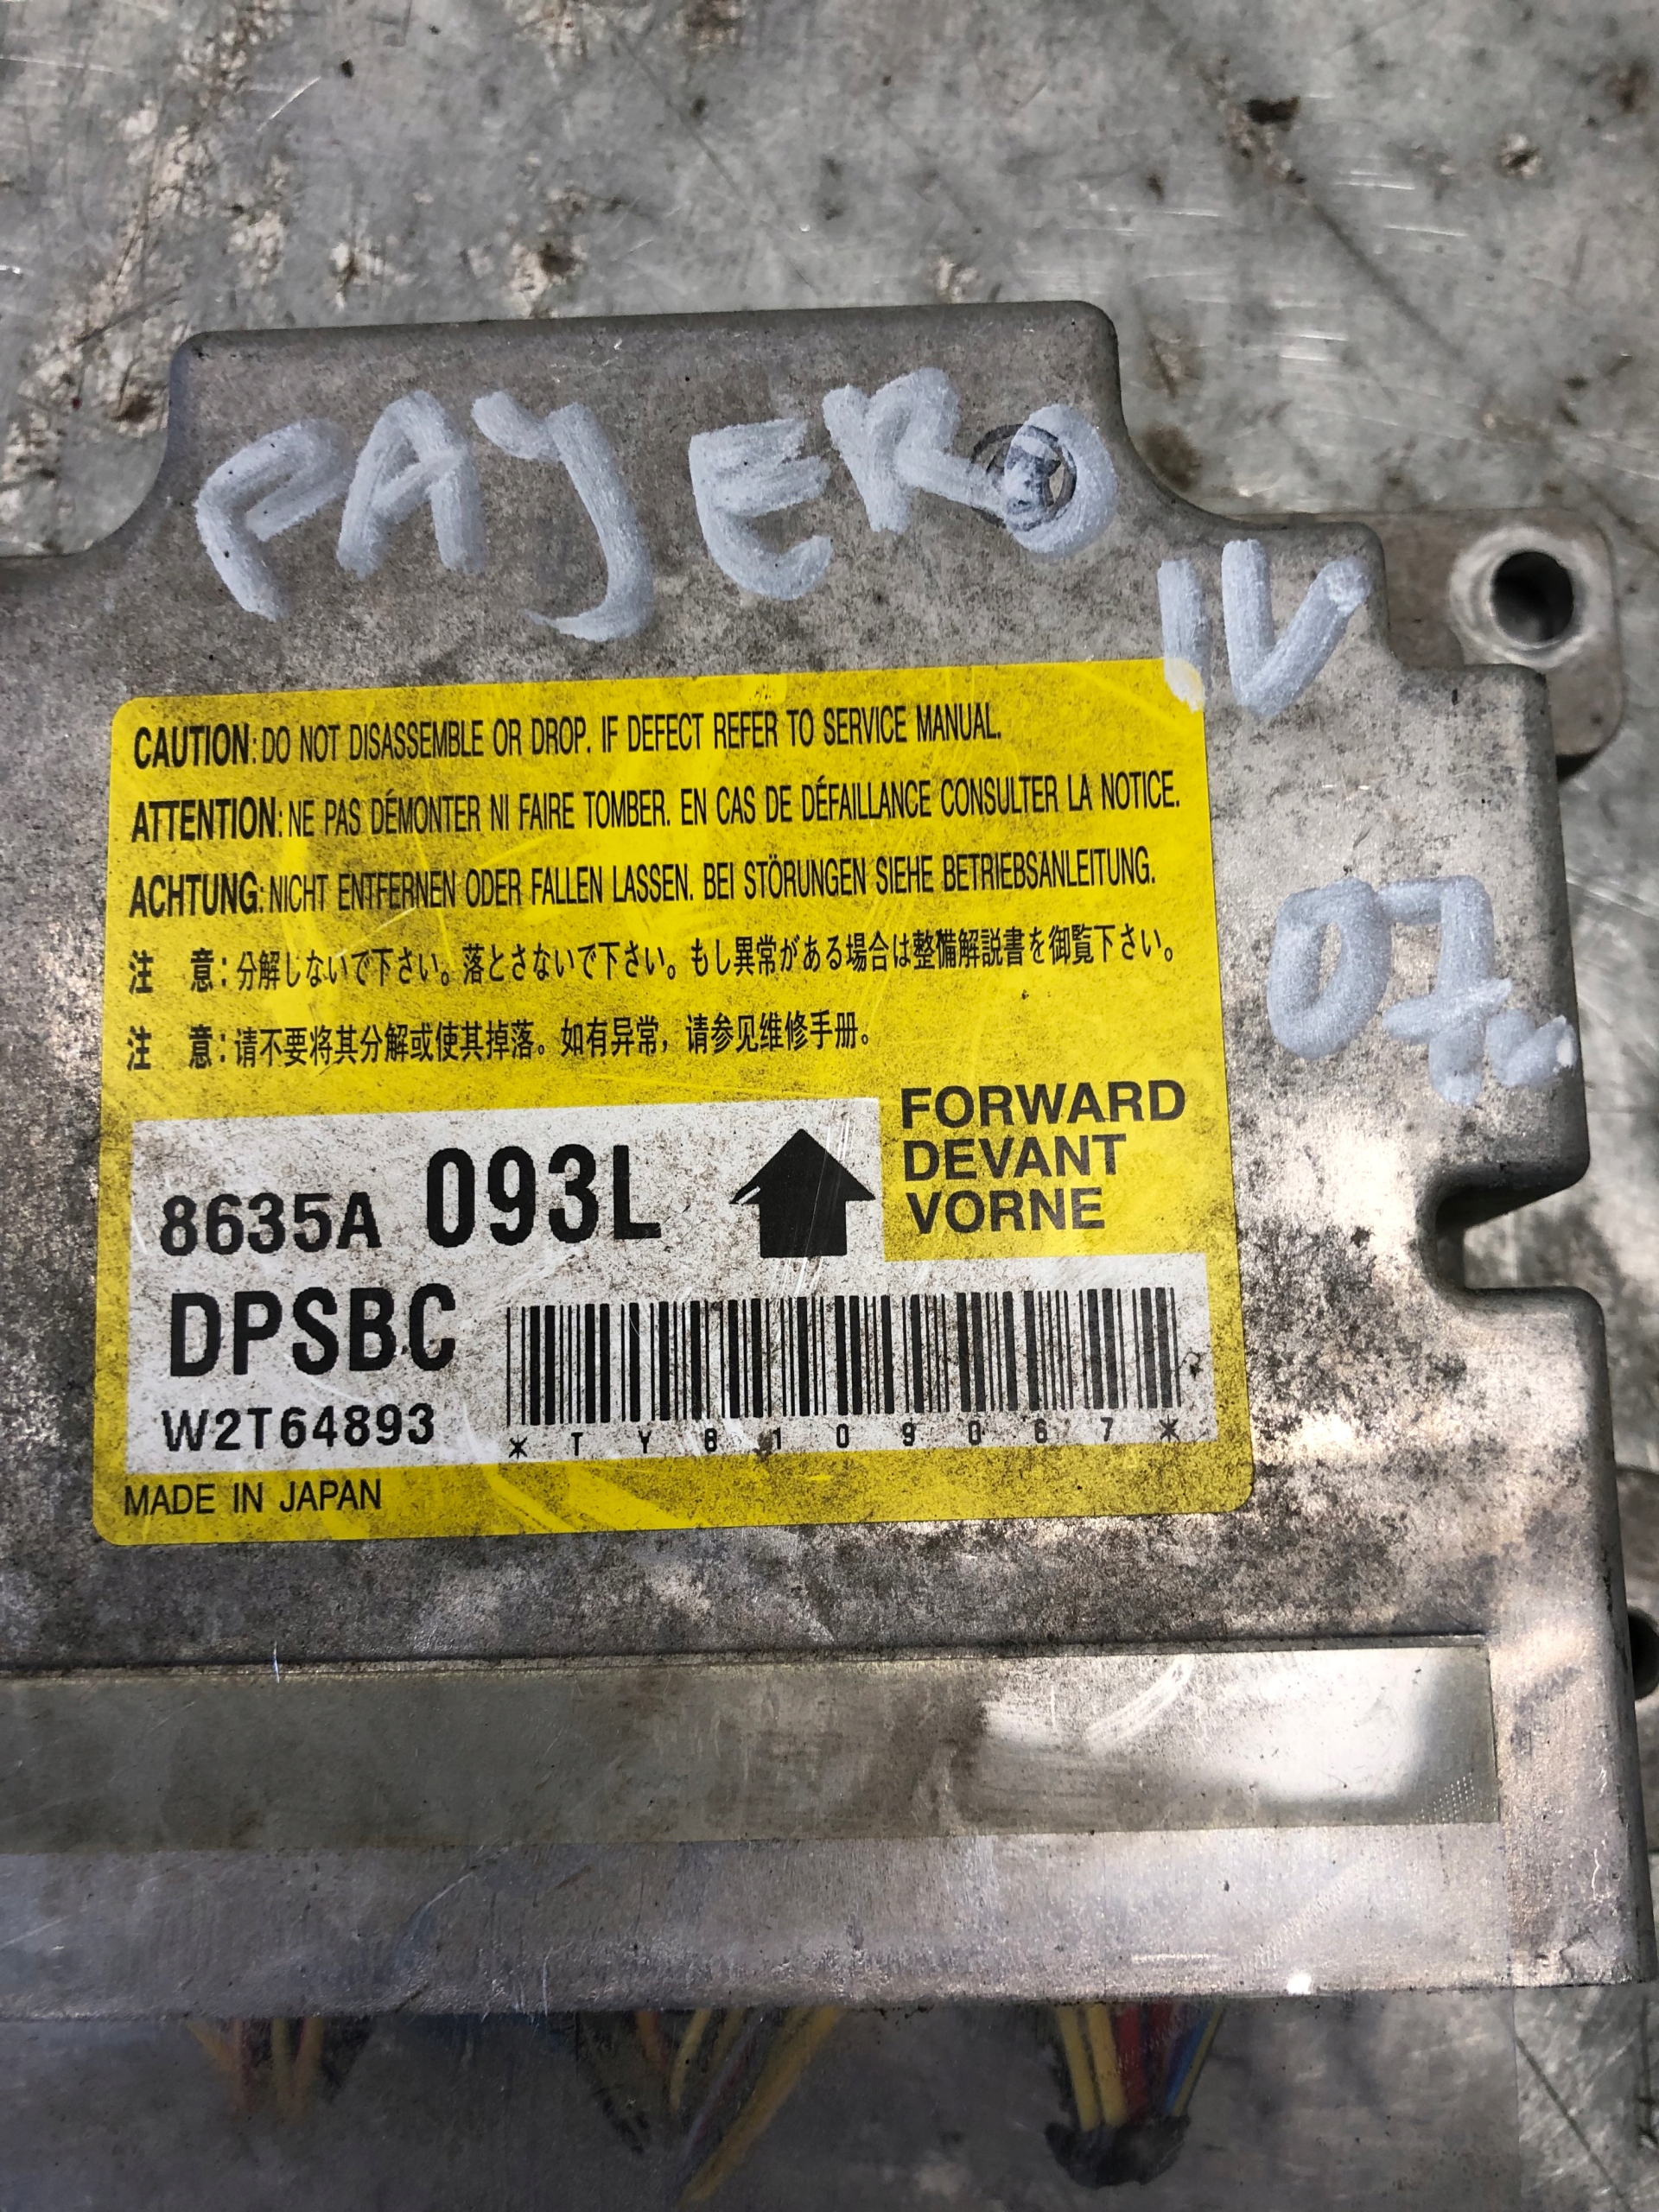 PAJERO
IV
07r
CAUTION: DO NOT DISASSEMBLE OR DROP. IF DEFECT REFER TO SERVICE MANUAL.
ATTENTION: NE PAS DÉMONTER NI FAIRE TOMBER. EN CAS DE DÉFAILLANCE CONSULTER LA NOTICE.
ACHTUNG: NICHT ENTFERNEN ODER FALLEN LASSEN. BEI STÖRUNGEN SIEHE BETRIEBSANLEITUNG.
注 意: 分解しないで下さい。落とさないで下さい。もし異常がある場合は整備解説書を御覧下さい。
注 意: 请不要将其分解或使其掉落。如有异常，请参见维修手册。
FORWARD
DEVANT
VORNE
8635A 093L
DPSBC
W2T64893
*TY8109067*
MADE IN JAPAN